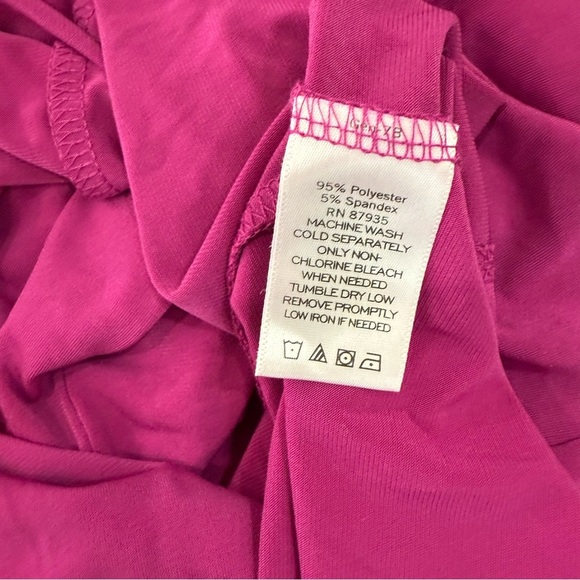 95% Polyester
5% Spandex
RN 87935
MACHINE WASH
COLD SEPARATELY
ONLY NON-
CHLORINE BLEACH
WHEN NEEDED
TUMBLE DRY LOW
REMOVE PROMPTLY
LOW IRON IF NEEDED